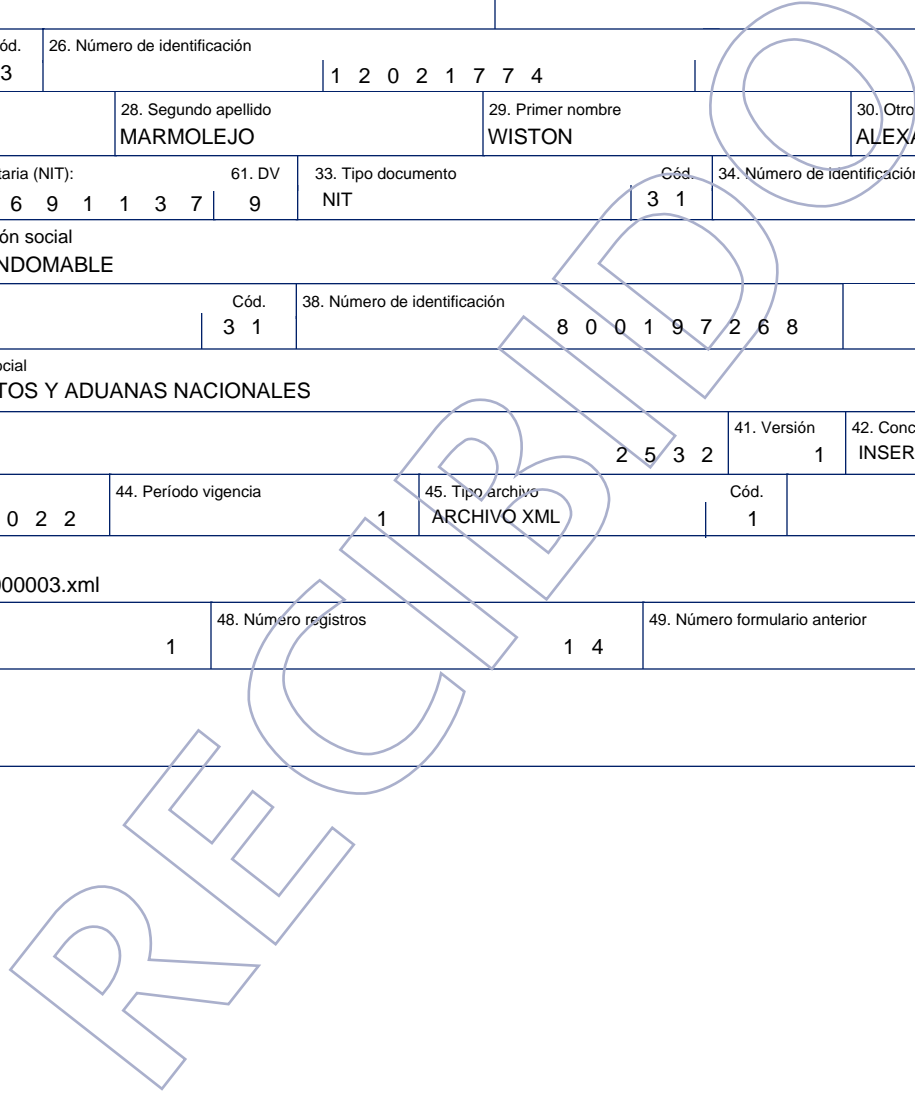 ód. 26. Número de identificación
3 1 2 0 2 1 7 7 4
28. Segundo apellido 29. Primer nombre 30. Otro
MARMOLEJO WISTON ALEXA
taria (NIT): 61. DV 33. Tipo documento Cód. 34. Número de identificación
6 9 1 1 3 7 9 NIT 3 1
ón social
NDOMABLE
Cód. 38. Número de identificación
3 1 8 0 0 1 9 7 2 6 8
ocial
TOS Y ADUANAS NACIONALES
41. Versión 42. Conc
2 5 3 2 1 INSER
44. Período vigencia 45. Tipo archivo Cód.
0 2 2 1 ARCHIVO XML 1
000003.xml
48. Número registros 49. Número formulario anterior
1 1 4
RECIBIDO